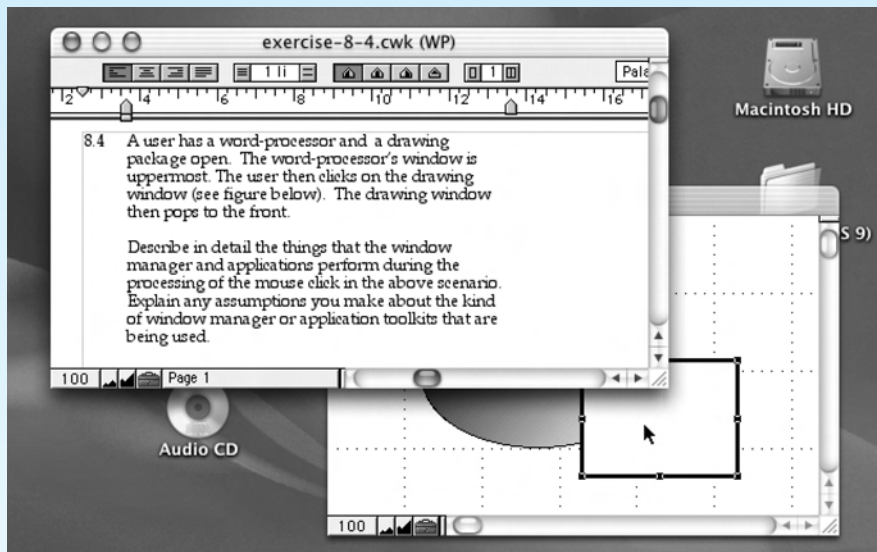 exercise-8-4.cwk (WP)
1 li
1
Pala
12 14 16 18 110 112 114 116
Macintosh HD
8.4 A user has a word-processor and a drawing
package open. The word-processor's window is
uppermost. The user then clicks on the drawing
window (see figure below). The drawing window
then pops to the front.
Describe in detail the things that the window
manager and applications perform during the
processing of the mouse click in the above scenario.
Explain any assumptions you make about the kind
of window manager or application toolkits that are
being used.
S 9)
100 Page 1
Audio CD
100